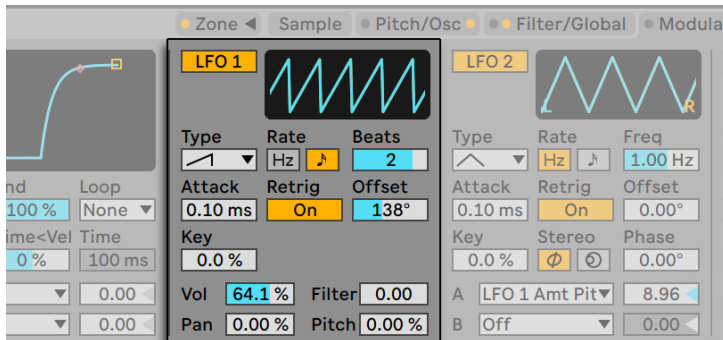 Zone Sample Pitch/Osc Filter/Global Modula
LFO 1 LFO 2
L R
Type Rate Beats Type Rate Freq
Hz 2 Hz 1.00 Hz
nd Loop Attack Retrig Offset Attack Retrig Offset
100 % None 0.10 ms On 138° 0.10 ms On 0.00°
ime<Vel Time Key Key Stereo Phase
0 % 100 ms 0.0 % 0.0 % 0.00°
0.00 Vol 64.1 % Filter 0.00 A LFO 1 Amt Pit 8.96
0.00 Pan 0.00 % Pitch 0.00 % B Off 0.00